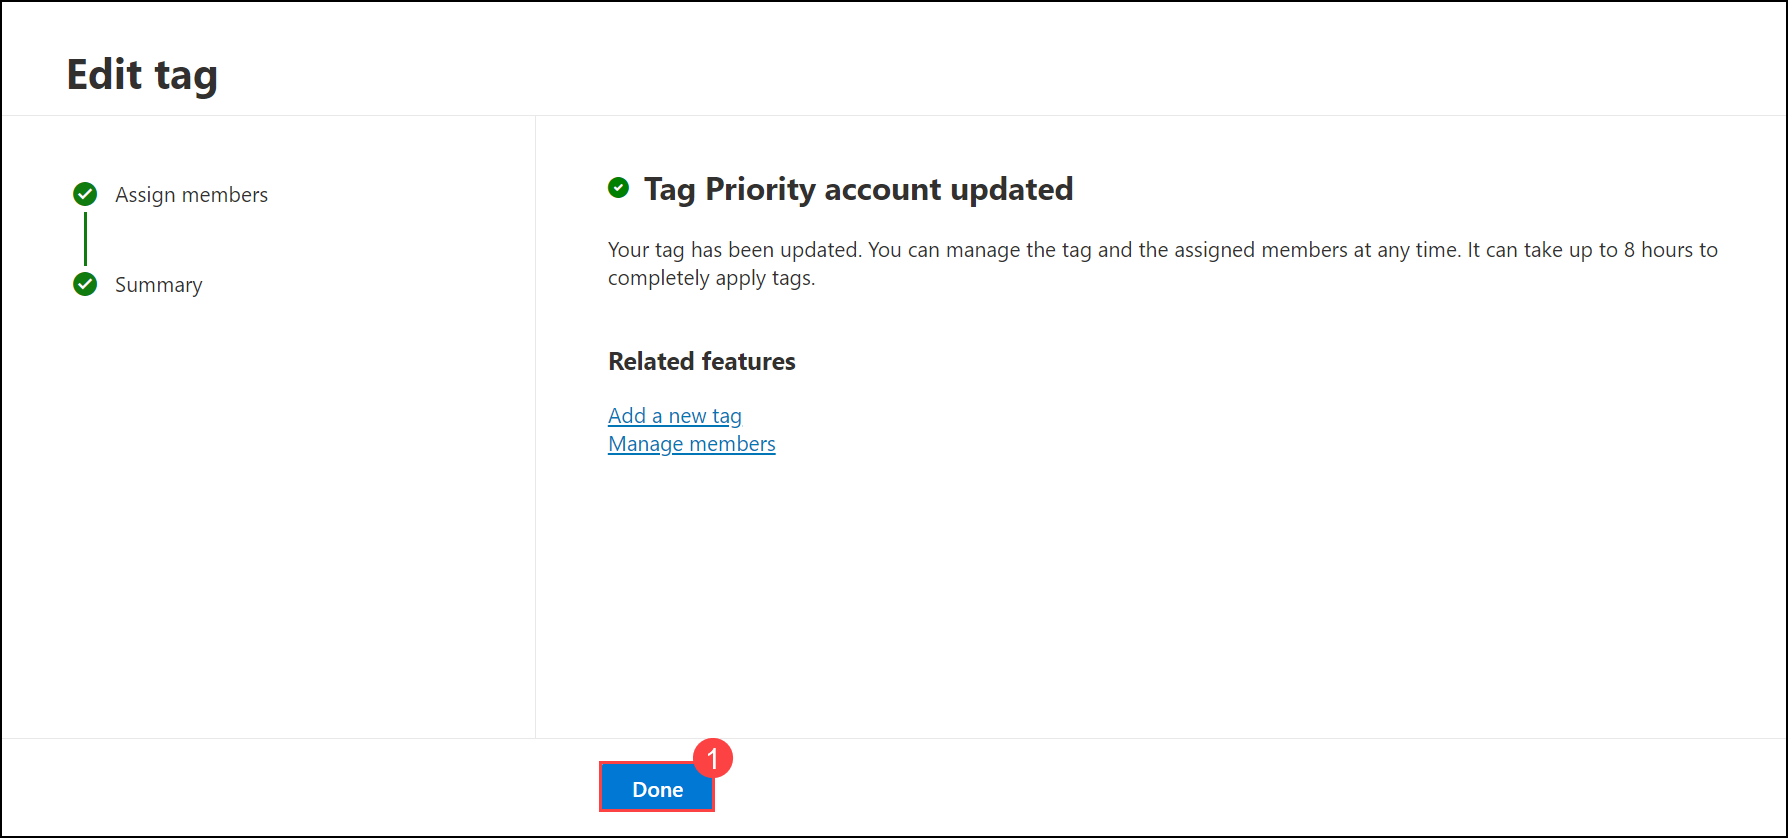 Edit tag
Assign members
Summary
Tag Priority account updated
Your tag has been updated. You can manage the tag and the assigned members at any time. It can take up to 8 hours to
completely apply tags.
Related features
Add a new tag
Manage members
1
Done